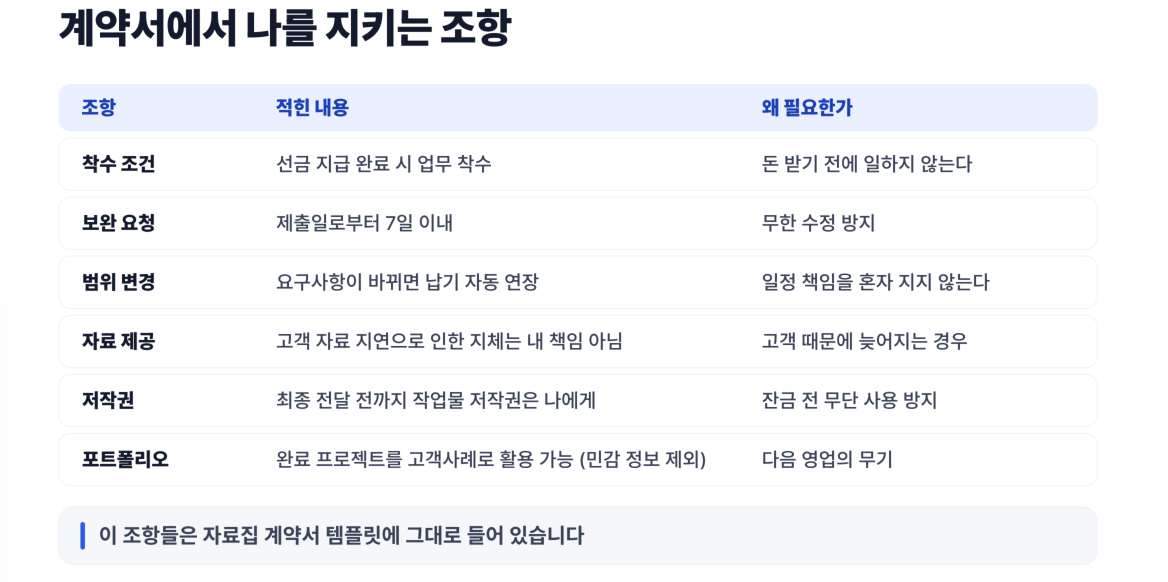 계약서에서 나를 지키는 조항
조항 적힌 내용 왜 필요한가
착수 조건 선금 지급 완료 시 업무 착수 돈 받기 전에 일하지 않는다
보완 요청 제출일로부터 7일 이내 무한 수정 방지
범위 변경 요구사항이 바뀌면 납기 자동 연장 일정 책임을 혼자 지지 않는다
자료 제공 고객 자료 지연으로 인한 지체는 내 책임 아님 고객 때문에 늦어지는 경우
저작권 최종 전달 전까지 작업물 저작권은 나에게 잔금 전 무단 사용 방지
포트폴리오 완료 프로젝트를 고객사례로 활용 가능 (민감 정보 제외) 다음 영업의 무기
이 조항들은 자료집 계약서 템플릿에 그대로 들어 있습니다